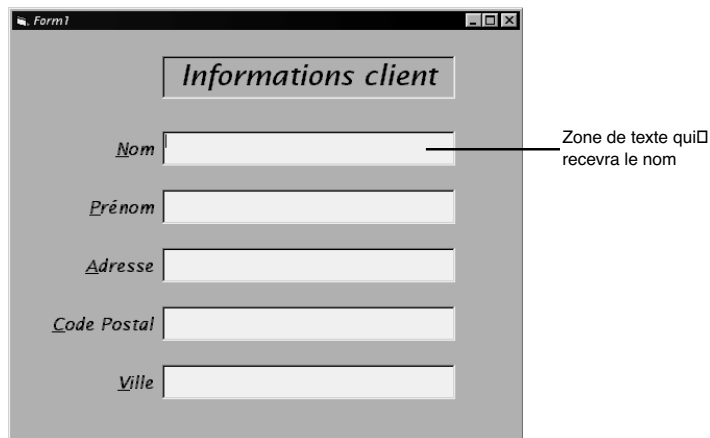 Form1
Informations client
Nom
Zone de texte qui
recevra le nom
Prénom
Adresse
Code Postal
Ville